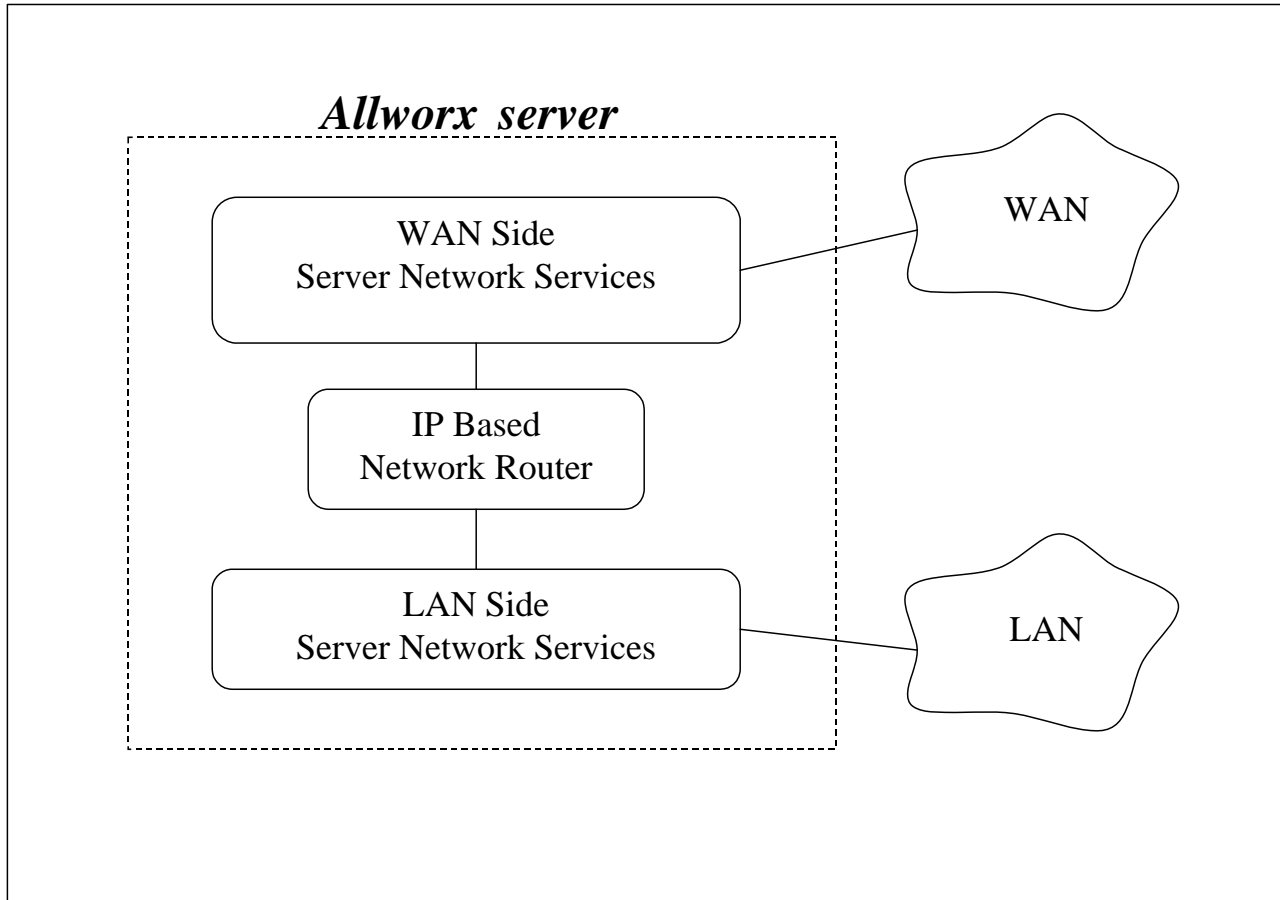 Allworx server
WAN Side
Server Network Services
WAN
IP Based
Network Router
LAN Side
Server Network Services
LAN